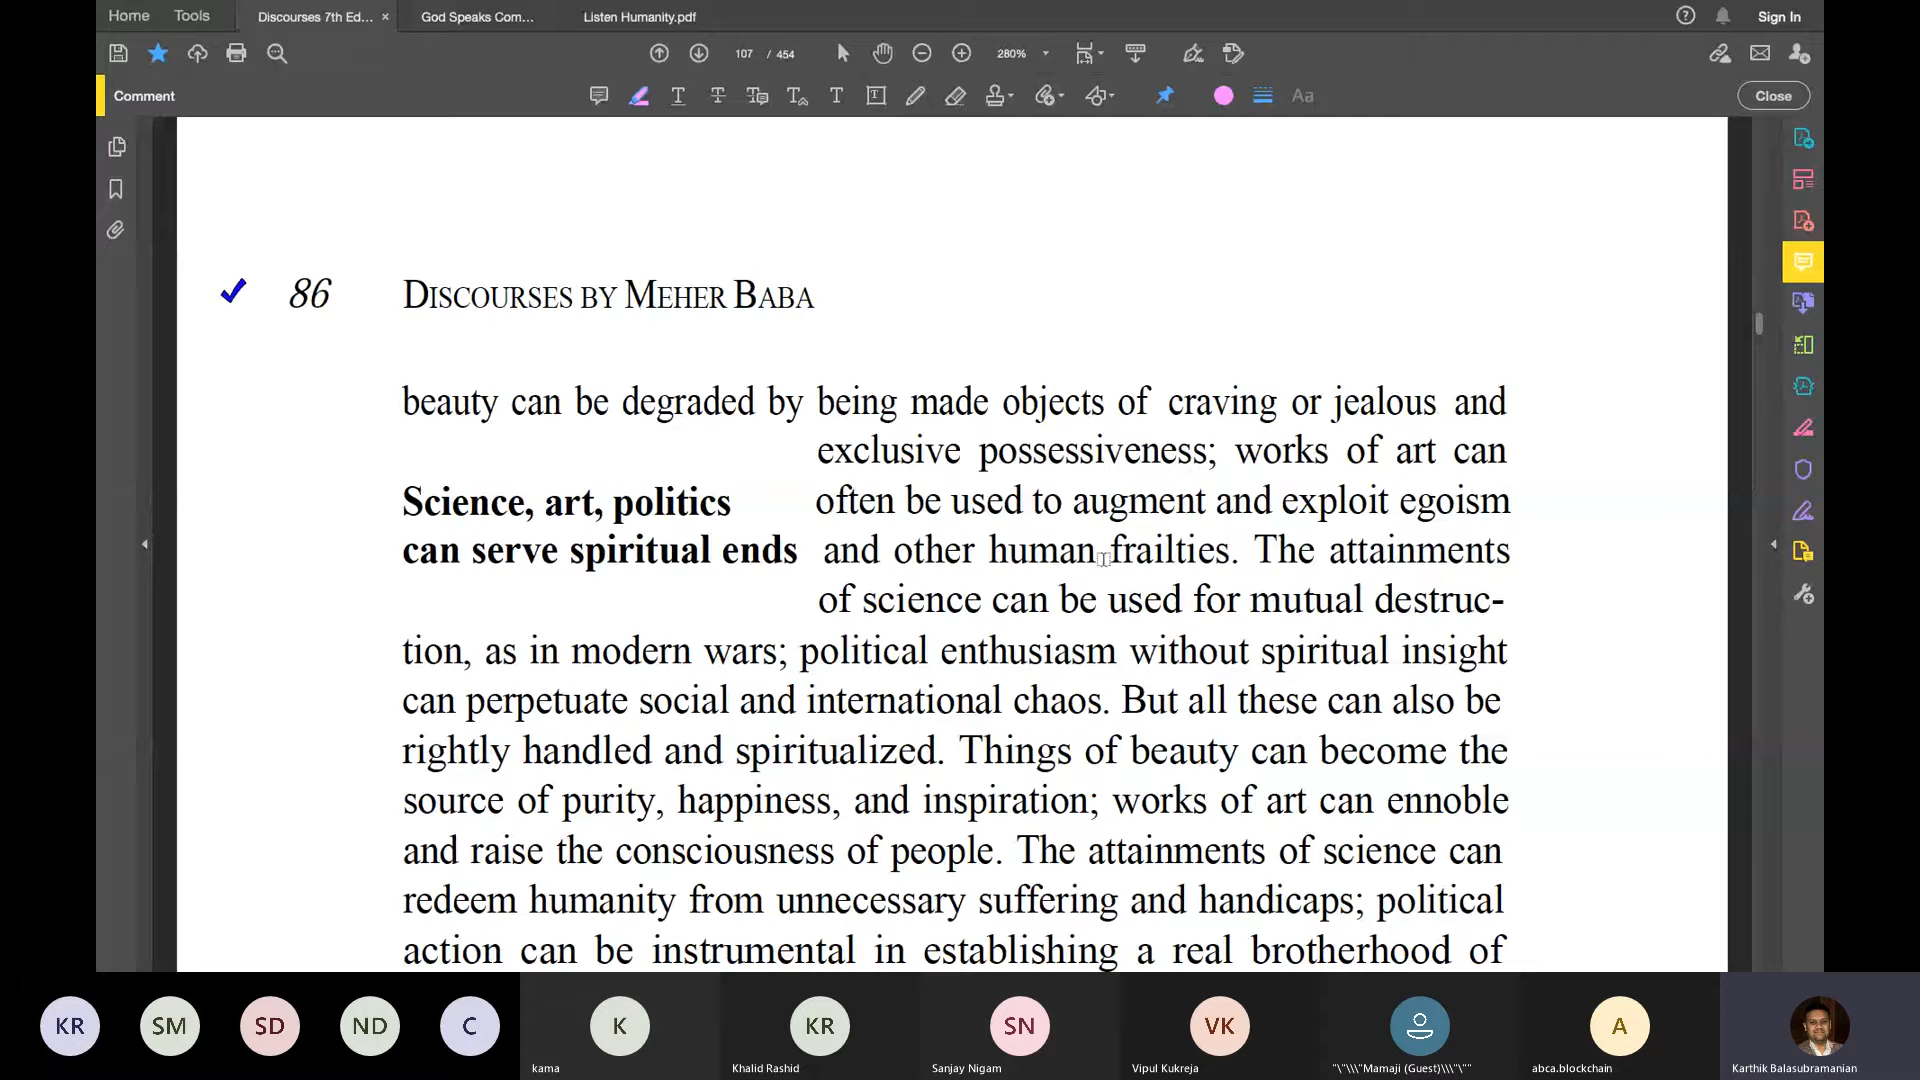 Home Tools Discourses 7th Ed... × God Speaks Com... Listen Humanity.pdf Sign In
107 / 454 280%
Comment Aa Close
86 DISCOURSES BY MEHER BABA
beauty can be degraded by being made objects of craving or jealous and
exclusive possessiveness; works of art can
Science, art, politics often be used to augment and exploit egoism
can serve spiritual ends and other human frailties. The attainments
of science can be used for mutual destruc-
tion, as in modern wars; political enthusiasm without spiritual insight
can perpetuate social and international chaos. But all these can also be
rightly handled and spiritualized. Things of beauty can become the
source of purity, happiness, and inspiration; works of art can ennoble
and raise the consciousness of people. The attainments of science can
redeem humanity from unnecessary suffering and handicaps; political
action can be instrumental in establishing a real brotherhood of
KR SM SD ND C K KR SN VK A
kama Khalid Rashid Sanjay Nigam Vipul Kukreja "\"\\\"Mamaji (Guest)\\\"\"" abca.blockchain Karthik Balasubramanian